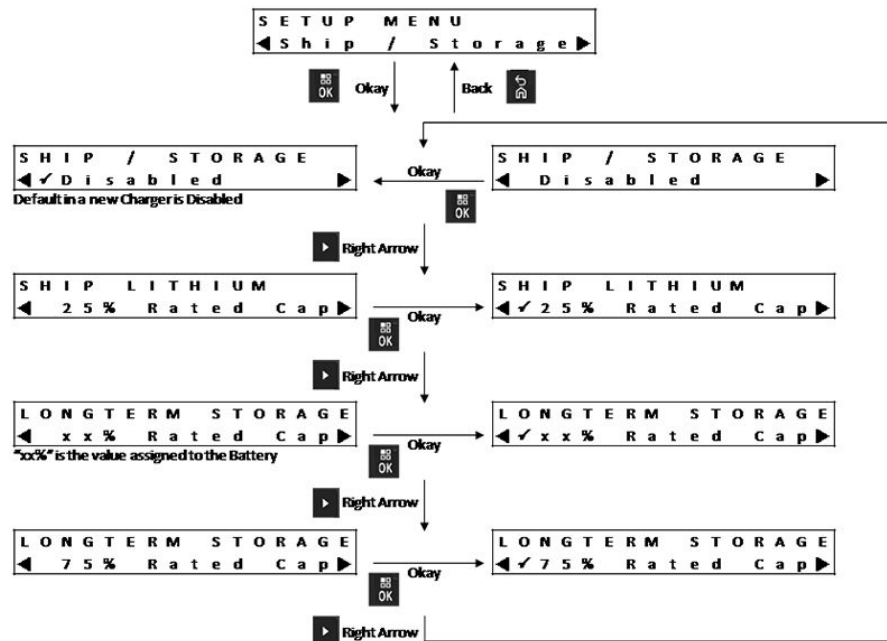 SETUP MENU
◀Ship / Storage▶
OK Okay Back
SHIP / STORAGE
◀✓Disabled ▶
Default in a new Charger is Disabled
Okay
OK
SHIP / STORAGE
◀ Disabled ▶
Right Arrow
SHIP LITHIUM
◀ 25% Rated Cap▶
Okay
OK
SHIP LITHIUM
◀✓25% Rated Cap▶
Right Arrow
LONGTERM STORAGE
◀ xx% Rated Cap▶
"xx%" is the value assigned to the Battery
Okay
OK
LONGTERM STORAGE
◀✓xx% Rated Cap▶
Right Arrow
LONGTERM STORAGE
◀ 75% Rated Cap▶
Okay
OK
LONGTERM STORAGE
◀✓75% Rated Cap▶
Right Arrow